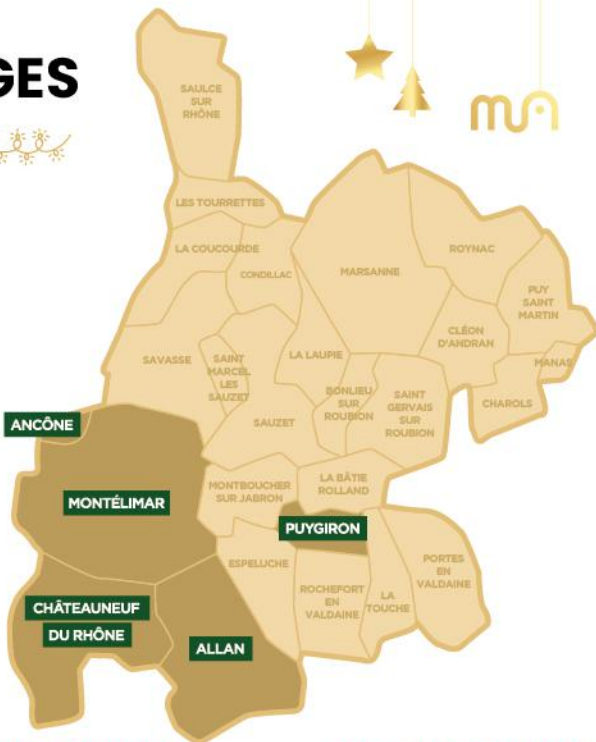 GES
SAULCE
SUR
RHÔNE
LES TOURRETTES
LA COUCOURDE
CONDILLAC
MARSANNE
ROYNAC
PUY
SAINT
MARTIN
CLÉON
D'ANDRAN
MANAS
SAVASSE
SAINT
MARCEL
LES
SAUZET
LA LAUPIE
BONLIEU
SUR
ROUBION
SAINT
GERVAIS
SUR
ROUBION
CHAROLS
SAUZET
ANCÔNE
MONTÉLIMAR
MONTBOUCHER
SUR JABRON
LA BÂTIE
ROLLAND
PUYGIRON
ESPELUCHE
ROCHEFORT
EN
VALDAINE
LA
TOUCHE
PORTES
EN
VALDAINE
CHÂTEAUNEUF
DU RHÔNE
ALLAN